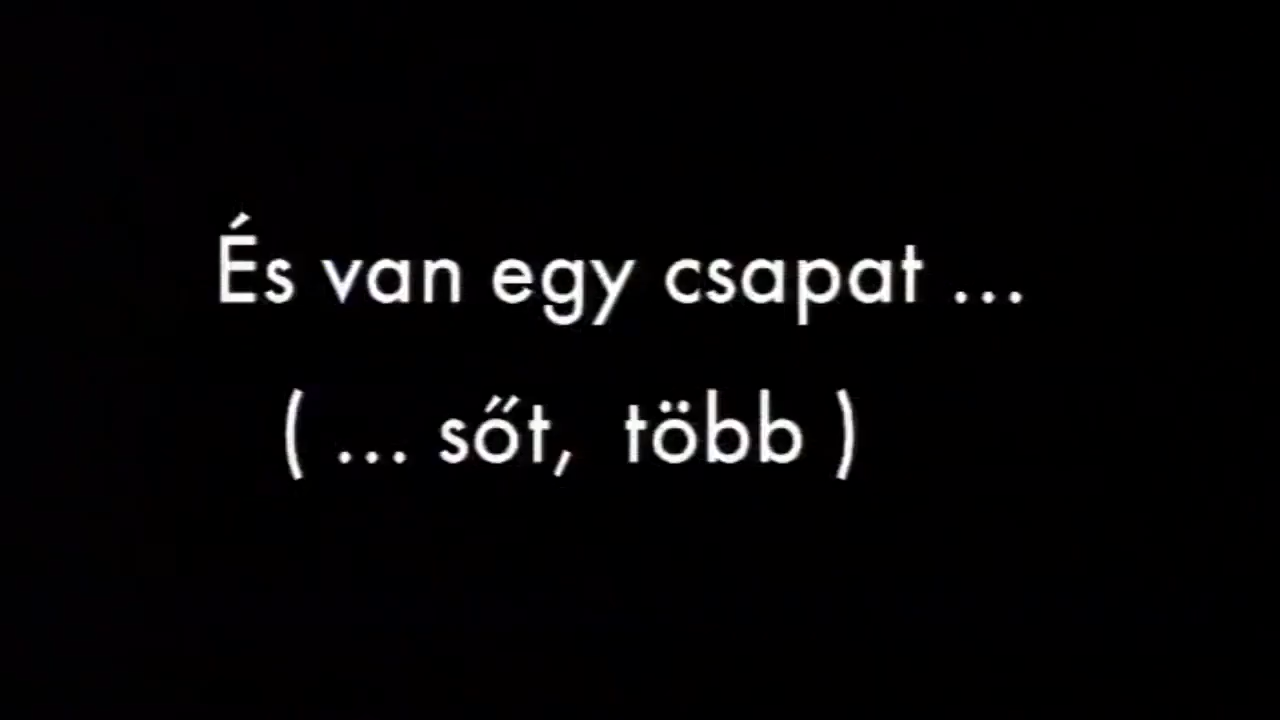 És van egy csapat ...
( ... sőt, több )